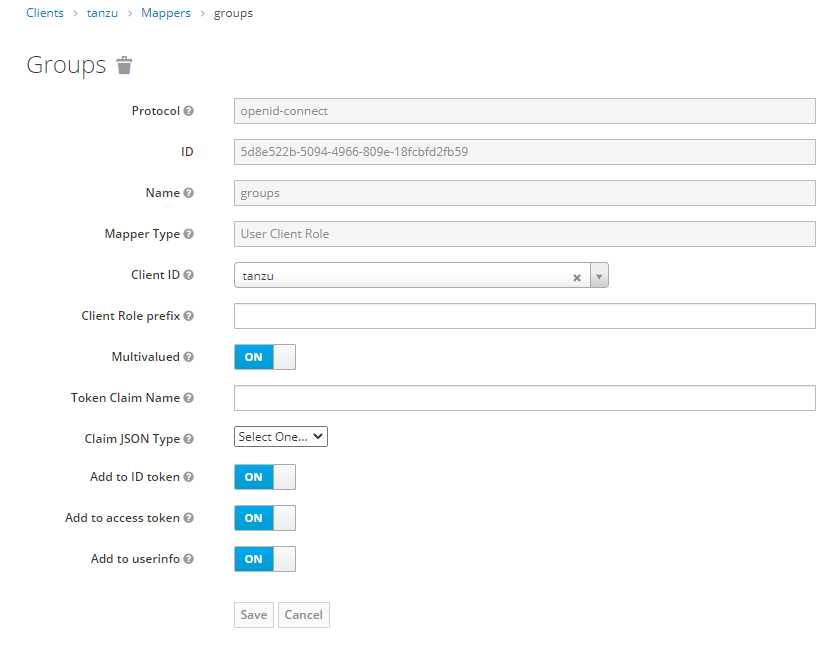 Clients > tanzu > Mappers > groups
Groups
Protocol openid-connect
ID 5d8e522b-5094-4966-809e-18fcbfd2fb59
Name groups
Mapper Type User Client Role
Client ID tanzu
Client Role prefix
Multivalued ON
Token Claim Name
Claim JSON Type Select One...
Add to ID token ON
Add to access token ON
Add to userinfo ON
Save Cancel